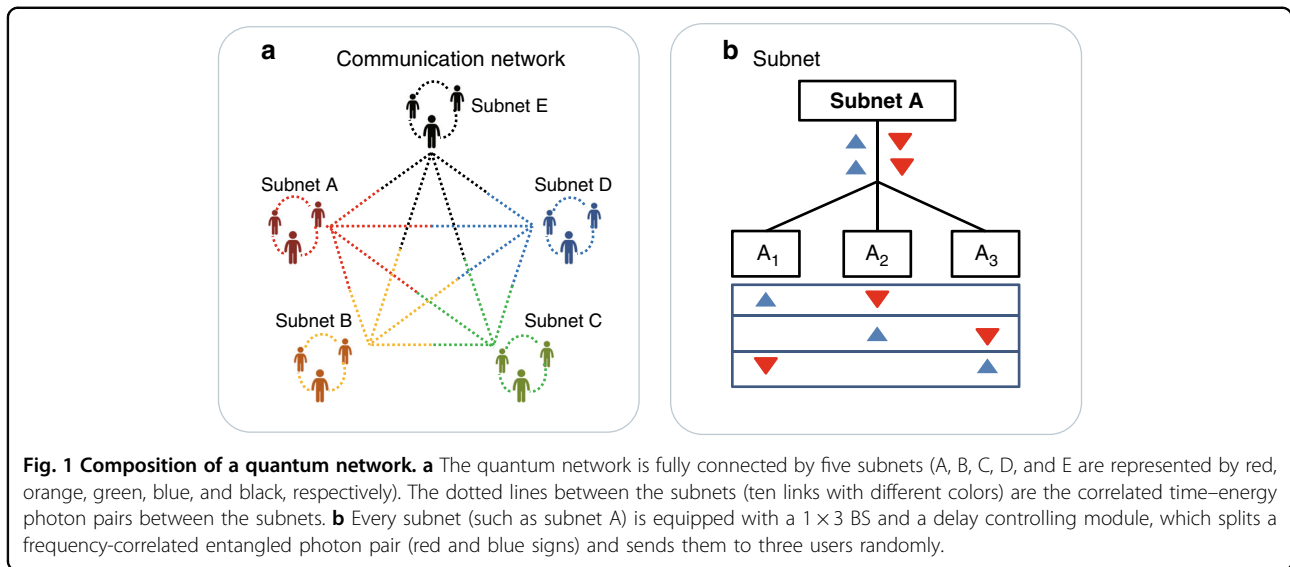 a
Communication network
Subnet E
Subnet A
Subnet D
Subnet B
Subnet C
b Subnet
Subnet A
A₁ A₂ A₃
Fig. 1 Composition of a quantum network. a The quantum network is fully connected by five subnets (A, B, C, D, and E are represented by red,
orange, green, blue, and black, respectively). The dotted lines between the subnets (ten links with different colors) are the correlated time–energy
photon pairs between the subnets. b Every subnet (such as subnet A) is equipped with a 1 × 3 BS and a delay controlling module, which splits a
frequency-correlated entangled photon pair (red and blue signs) and sends them to three users randomly.